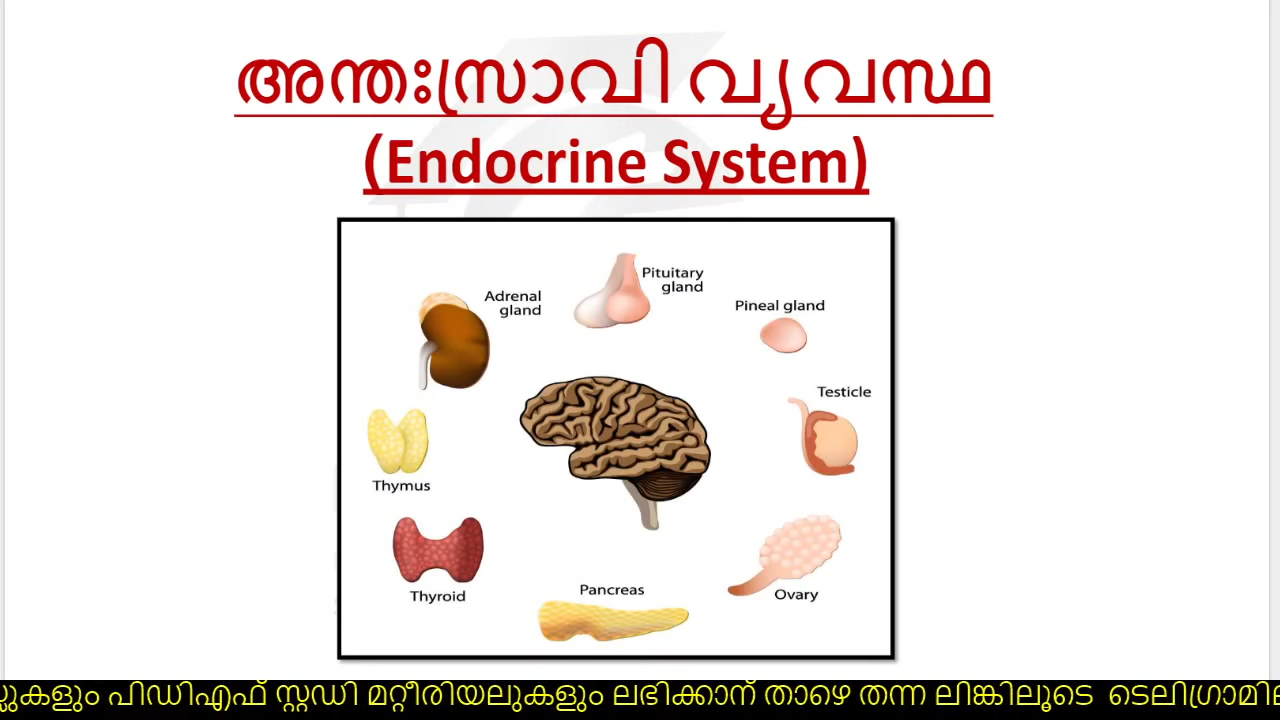 അന്തഃസ്രാവി വ്യവസ്ഥ
(Endocrine System)
Pituitary
gland
Adrenal
gland
Pineal gland
Testicle
Thymus
Thyroid
Pancreas
Ovary
പിഡിഎഫ് സ്റ്റഡി മറ്റീരിയലുകളും ലഭിക്കാന് താഴെ തന്ന ലിങ്കിലൂടെ